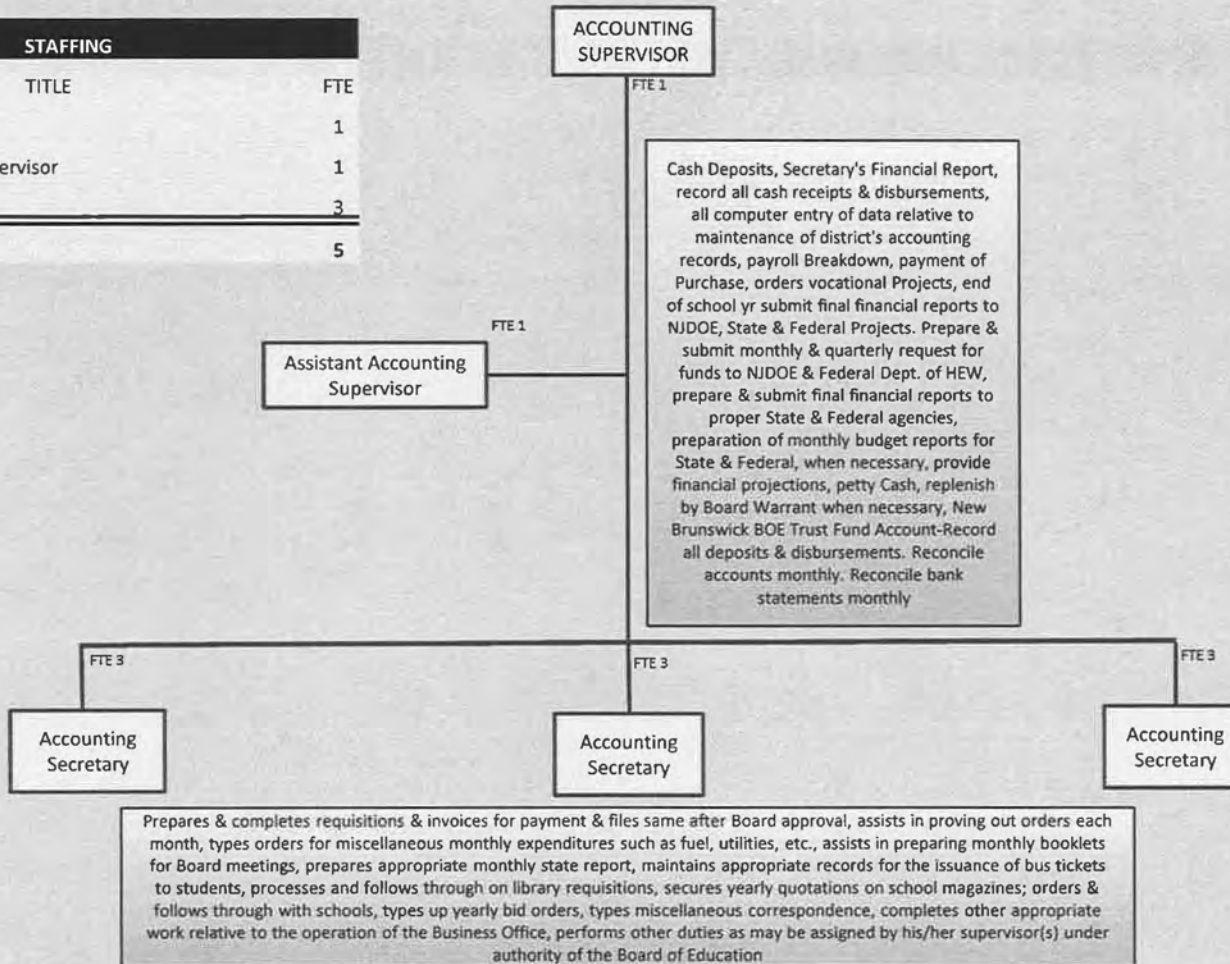 STAFFING
TITLE FTE
1
ervisor 1
3
5
ACCOUNTING
SUPERVISOR
FTE 1
Cash Deposits, Secretary's Financial Report,
record all cash receipts & disbursements,
all computer entry of data relative to
maintenance of district's accounting
records, payroll Breakdown, payment of
Purchase, orders vocational Projects, end
of school yr submit final financial reports to
NJDOE, State & Federal Projects. Prepare &
submit monthly & quarterly request for
funds to NJDOE & Federal Dept. of HEW,
prepare & submit final financial reports to
proper State & Federal agencies,
preparation of monthly budget reports for
State & Federal, when necessary, provide
financial projections, petty Cash, replenish
by Board Warrant when necessary, New
Brunswick BOE Trust Fund Account-Record
all deposits & disbursements. Reconcile
accounts monthly. Reconcile bank
statements monthly
FTE 1
Assistant Accounting
Supervisor
FTE 3
Accounting
Secretary
FTE 3
Accounting
Secretary
FTE 3
Accounting
Secretary
Prepares & completes requisitions & invoices for payment & files same after Board approval, assists in proving out orders each
month, types orders for miscellaneous monthly expenditures such as fuel, utilities, etc., assists in preparing monthly booklets
for Board meetings, prepares appropriate monthly state report, maintains appropriate records for the issuance of bus tickets
to students, processes and follows through on library requisitions, secures yearly quotations on school magazines; orders &
follows through with schools, types up yearly bid orders, types miscellaneous correspondence, completes other appropriate
work relative to the operation of the Business Office, performs other duties as may be assigned by his/her supervisor(s) under
authority of the Board of Education